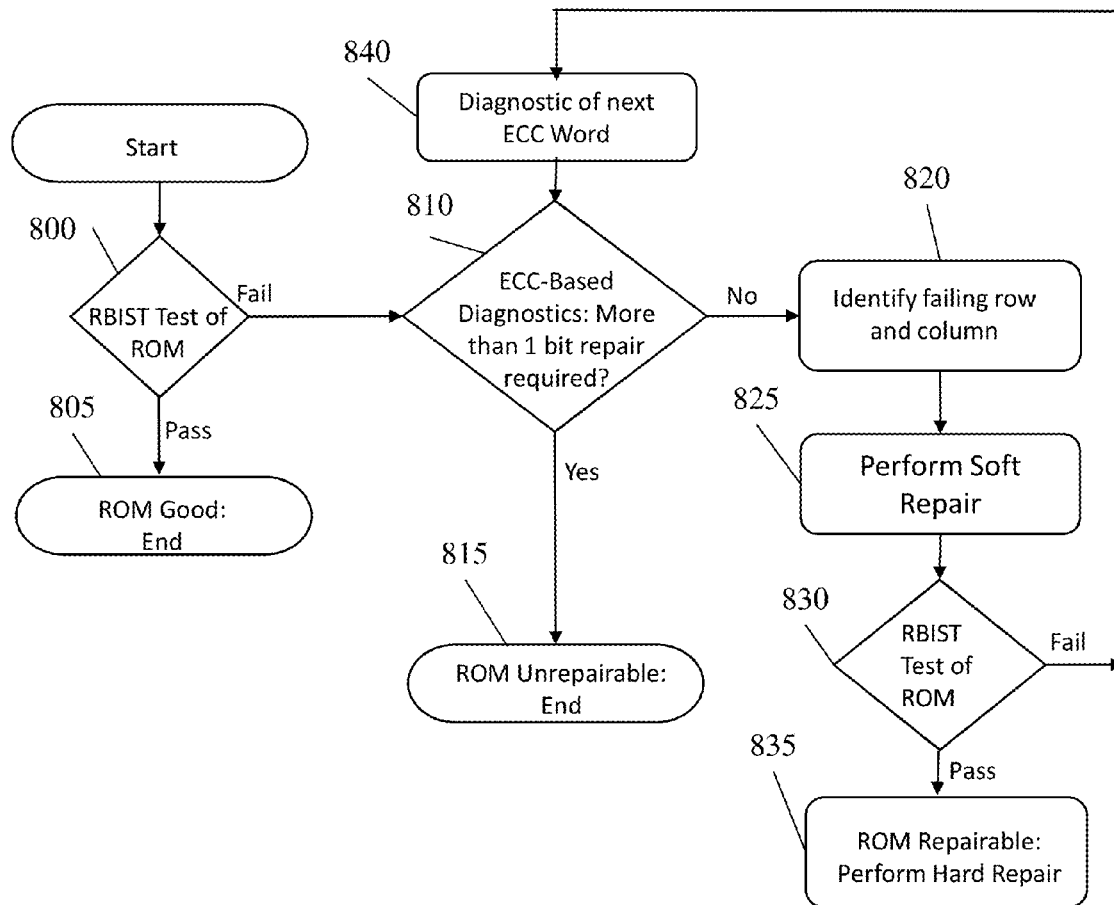 Start
800
RBIST Test of
ROM
Fail
Pass
805
ROM Good:
End
840
Diagnostic of next
ECC Word
810
ECC-Based
Diagnostics: More
than 1 bit repair
required?
No
Yes
815
ROM Unrepairable:
End
820
Identify failing row
and column
825
Perform Soft
Repair
830
RBIST
Test of
ROM
Fail
Pass
835
ROM Repairable:
Perform Hard Repair